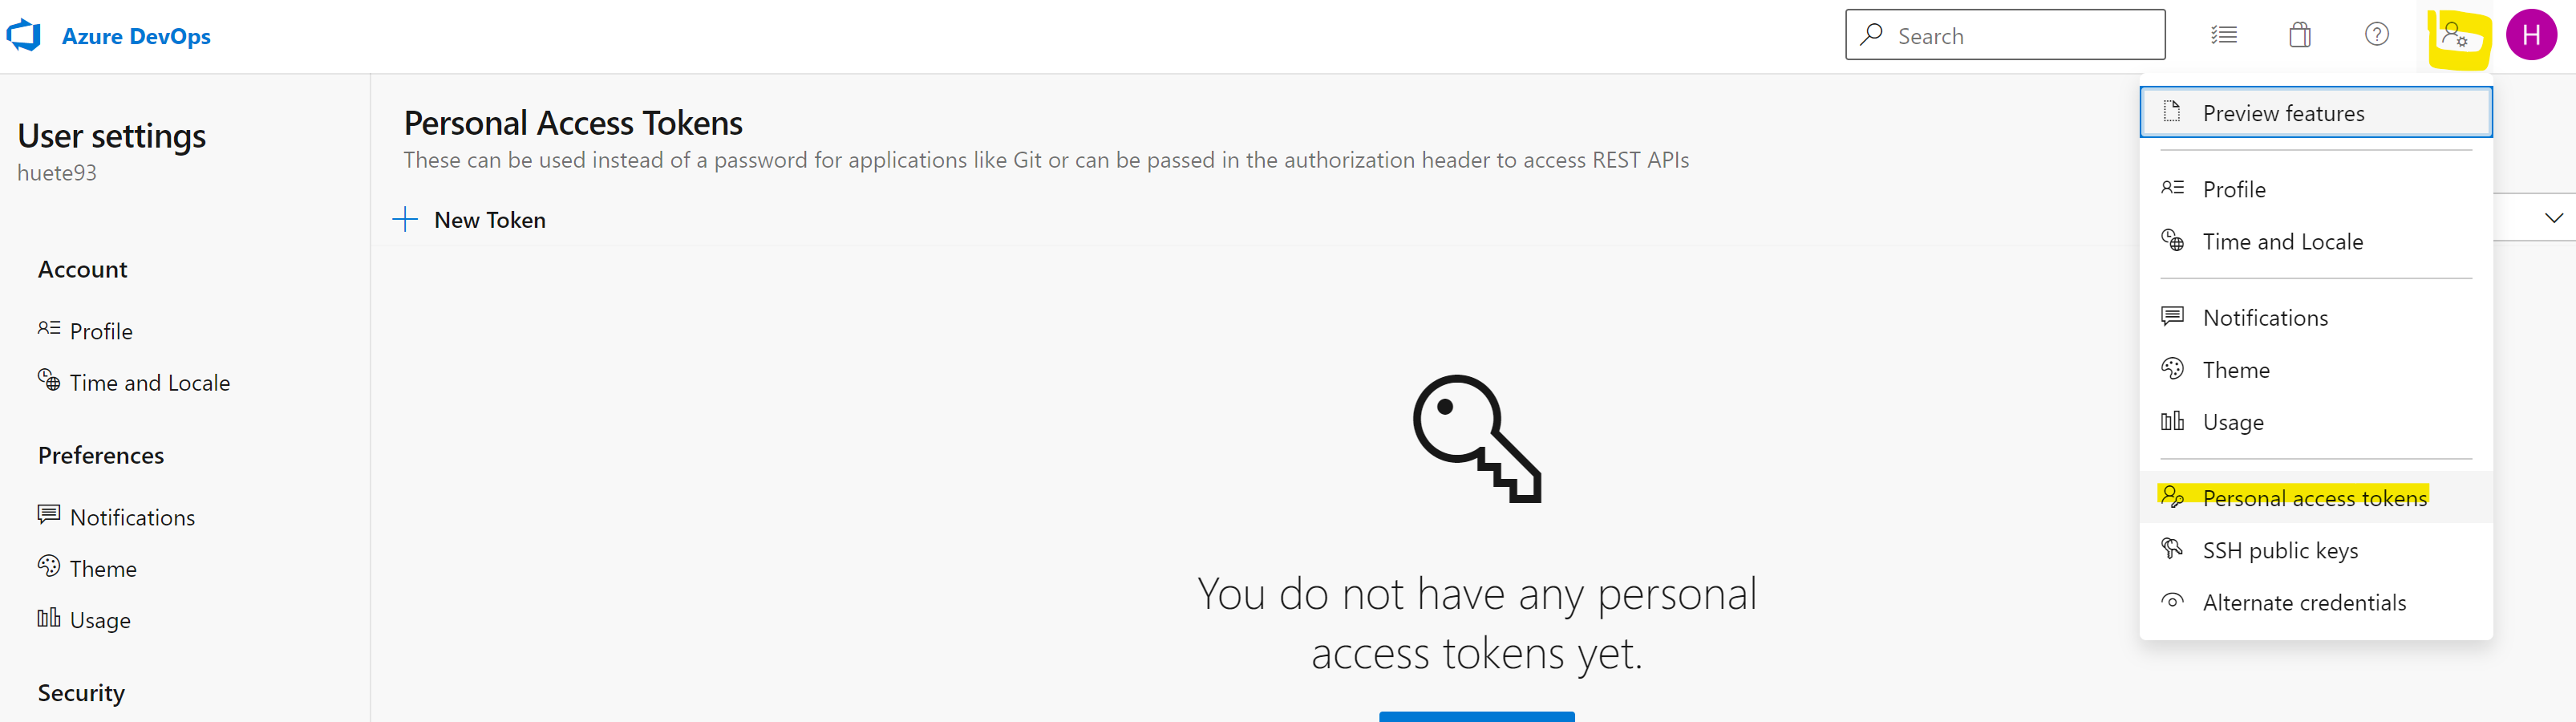 Azure DevOps
Search
H
User settings
huete93
Account
Profile
Time and Locale
Preferences
Notifications
Theme
Usage
Security
Personal Access Tokens
These can be used instead of a password for applications like Git or can be passed in the authorization header to access REST APIs
New Token
You do not have any personal
access tokens yet.
Preview features
Profile
Time and Locale
Notifications
Theme
Usage
Personal access tokens
SSH public keys
Alternate credentials